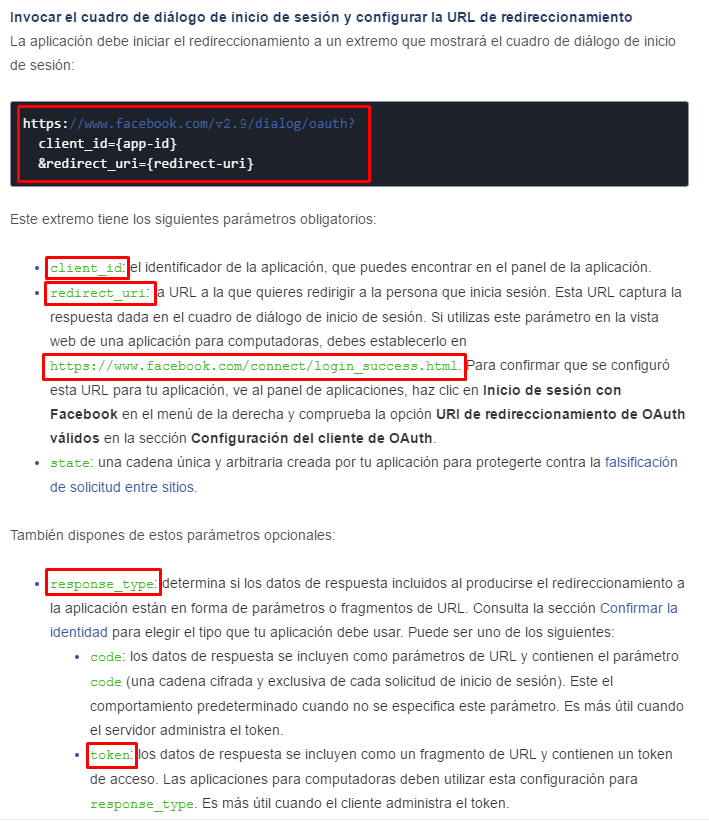 Invocar el cuadro de diálogo de inicio de sesión y configurar la URL de redireccionamiento
La aplicación debe iniciar el redireccionamiento a un extremo que mostrará el cuadro de diálogo de inicio
de sesión:
https://www.facebook.com/v2.9/dialog/oauth?
client_id={app-id}
&redirect_uri={redirect-uri}
Este extremo tiene los siguientes parámetros obligatorios:
• client_id: el identificador de la aplicación, que puedes encontrar en el panel de la aplicación.
• redirect_uri: a URL a la que quieres redirigir a la persona que inicia sesión. Esta URL captura la
respuesta dada en el cuadro de diálogo de inicio de sesión. Si utilizas este parámetro en la vista
web de una aplicación para computadoras, debes establecerlo en
https://www.facebook.com/connect/login_success.html. Para confirmar que se configuró
esta URL para tu aplicación, ve al panel de aplicaciones, haz clic en Inicio de sesión con
Facebook en el menú de la derecha y comprueba la opción URI de redireccionamiento de OAuth
válidos en la sección Configuración del cliente de OAuth.
• state: una cadena única y arbitraria creada por tu aplicación para protegerte contra la falsificación
de solicitud entre sitios.
También dispones de estos parámetros opcionales:
• response_type: determina si los datos de respuesta incluidos al producirse el redireccionamiento a
la aplicación están en forma de parámetros o fragmentos de URL. Consulta la sección Confirmar la
identidad para elegir el tipo que tu aplicación debe usar. Puede ser uno de los siguientes:
• code: los datos de respuesta se incluyen como parámetros de URL y contienen el parámetro
code (una cadena cifrada y exclusiva de cada solicitud de inicio de sesión). Este el
comportamiento predeterminado cuando no se especifica este parámetro. Es más útil cuando
el servidor administra el token.
• token: los datos de respuesta se incluyen como un fragmento de URL y contienen un token
de acceso. Las aplicaciones para computadoras deben utilizar esta configuración para
response_type. Es más útil cuando el cliente administra el token.